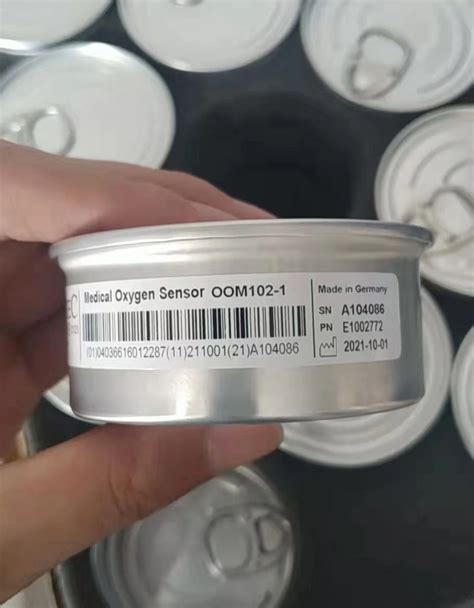 EC
Medical Oxygen Sensor OOM102-1
(01)04036616012287(11)211001(21)A104086
Made in Germany
SN A104086
PN E1002772
2021-10-01